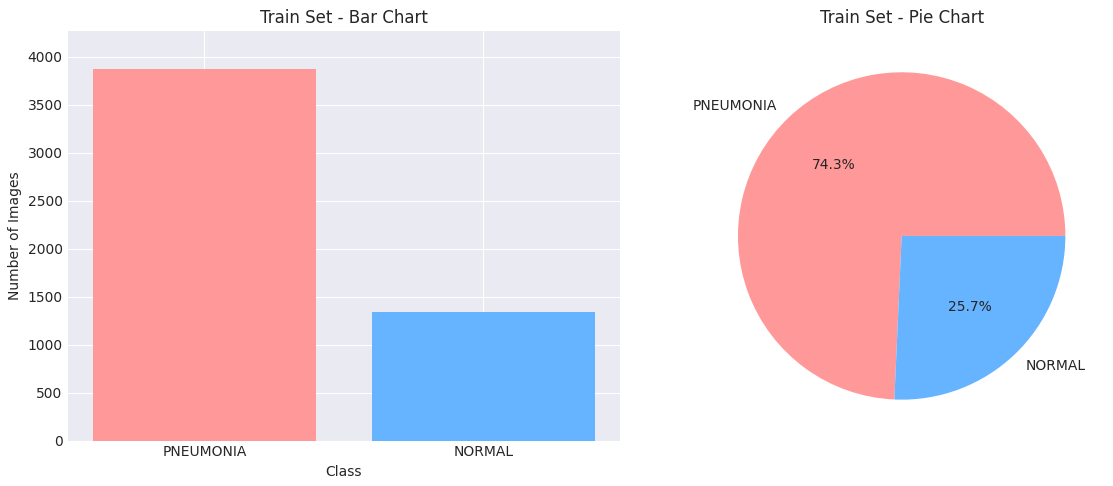 Train Set - Bar Chart
4000
3500
3000
2500
2000
1500
1000
500
0
Number of Images
PNEUMONIA
NORMAL
Class
Train Set - Pie Chart
PNEUMONIA
74.3%
25.7%
NORMAL